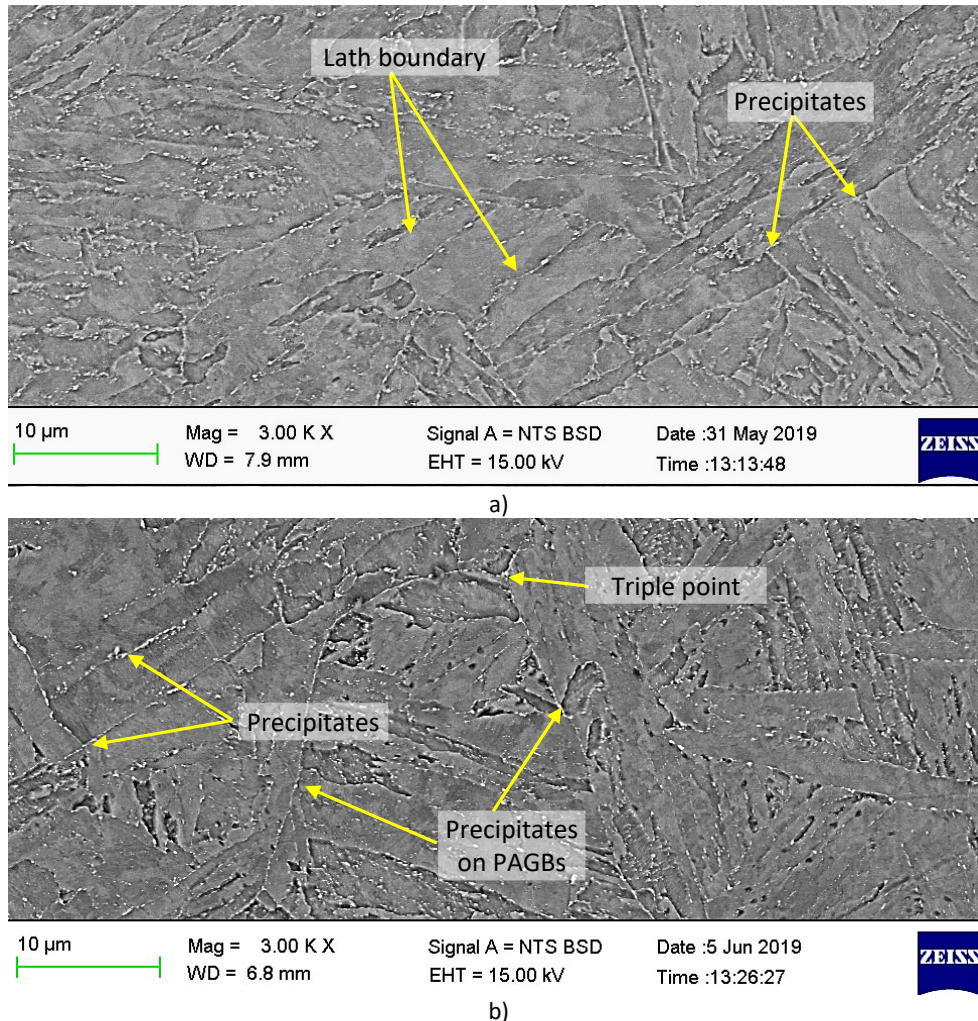 Lath boundary
Precipitates
10 µm
Mag = 3.00 K X
Signal A = NTS BSD
Date :31 May 2019
WD = 7.9 mm
EHT = 15.00 kV
Time :13:13:48
ZEISS
a)
Triple point
Precipitates
Precipitates
on PAGBs
10 µm
Mag = 3.00 K X
Signal A = NTS BSD
Date :5 Jun 2019
WD = 6.8 mm
EHT = 15.00 kV
Time :13:26:27
ZEISS
b)